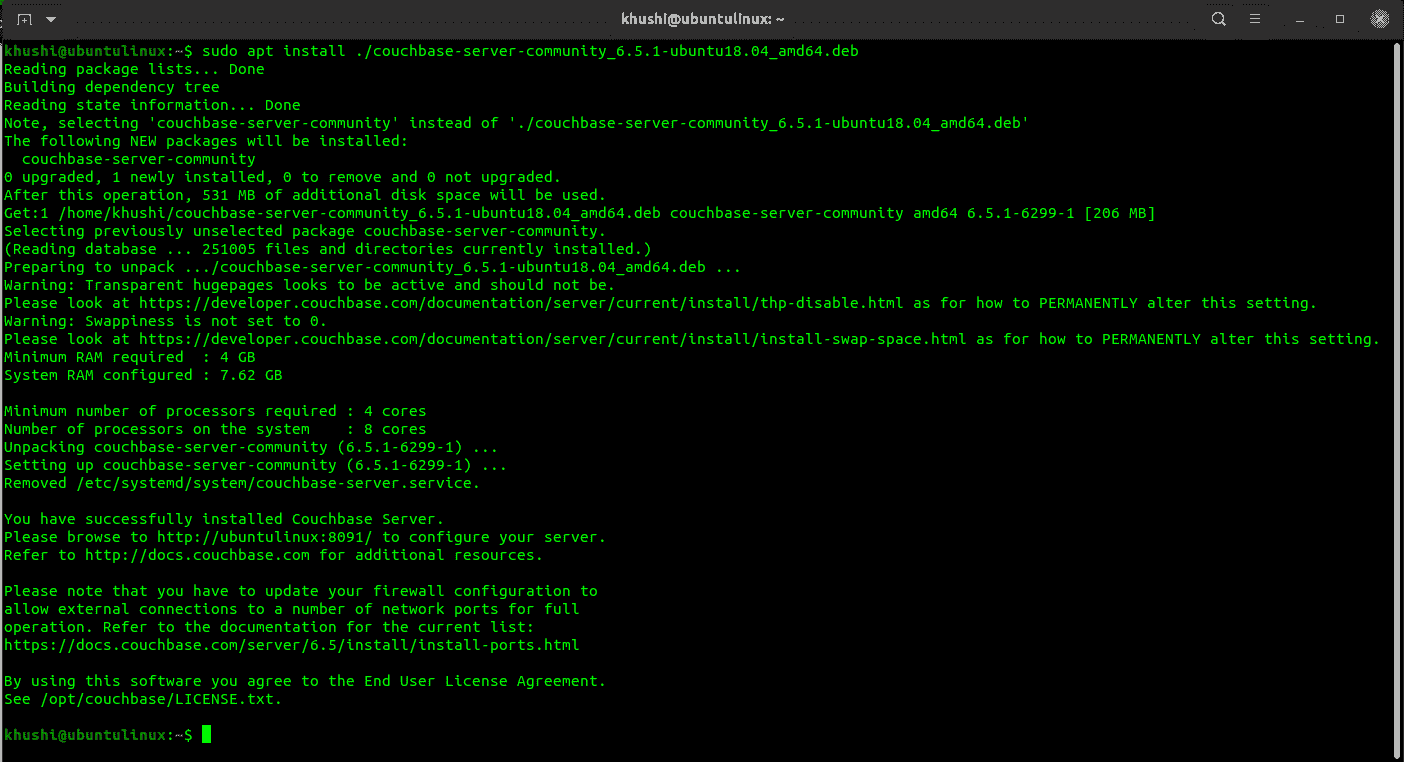 khushi@ubuntulinux: ~
khushi@ubuntulinux:~$ sudo apt install ./couchbase-server-community_6.5.1-ubuntu18.04_amd64.deb
Reading package lists... Done
Building dependency tree
Reading state information... Done
Note, selecting 'couchbase-server-community' instead of './couchbase-server-community_6.5.1-ubuntu18.04_amd64.deb'
The following NEW packages will be installed:
  couchbase-server-community
0 upgraded, 1 newly installed, 0 to remove and 0 not upgraded.
After this operation, 531 MB of additional disk space will be used.
Get:1 /home/khushi/couchbase-server-community_6.5.1-ubuntu18.04_amd64.deb couchbase-server-community amd64 6.5.1-6299-1 [206 MB]
Selecting previously unselected package couchbase-server-community.
(Reading database ... 251005 files and directories currently installed.)
Preparing to unpack .../couchbase-server-community_6.5.1-ubuntu18.04_amd64.deb ...
Warning: Transparent hugepages looks to be active and should not be.
Please look at https://developer.couchbase.com/documentation/server/current/install/thp-disable.html as for how to PERMANENTLY alter this setting.
Warning: Swappiness is not set to 0.
Please look at https://developer.couchbase.com/documentation/server/current/install/install-swap-space.html as for how to PERMANENTLY alter this setting.
Minimum RAM required  : 4 GB
System RAM configured : 7.62 GB

Minimum number of processors required : 4 cores
Number of processors on the system    : 8 cores
Unpacking couchbase-server-community (6.5.1-6299-1) ...
Setting up couchbase-server-community (6.5.1-6299-1) ...
Removed /etc/systemd/system/couchbase-server.service.

You have successfully installed Couchbase Server.
Please browse to http://ubuntulinux:8091/ to configure your server.
Refer to http://docs.couchbase.com for additional resources.

Please note that you have to update your firewall configuration to
allow external connections to a number of network ports for full
operation. Refer to the documentation for the current list:
https://docs.couchbase.com/server/6.5/install/install-ports.html

By using this software you agree to the End User License Agreement.
See /opt/couchbase/LICENSE.txt.

khushi@ubuntulinux:~$